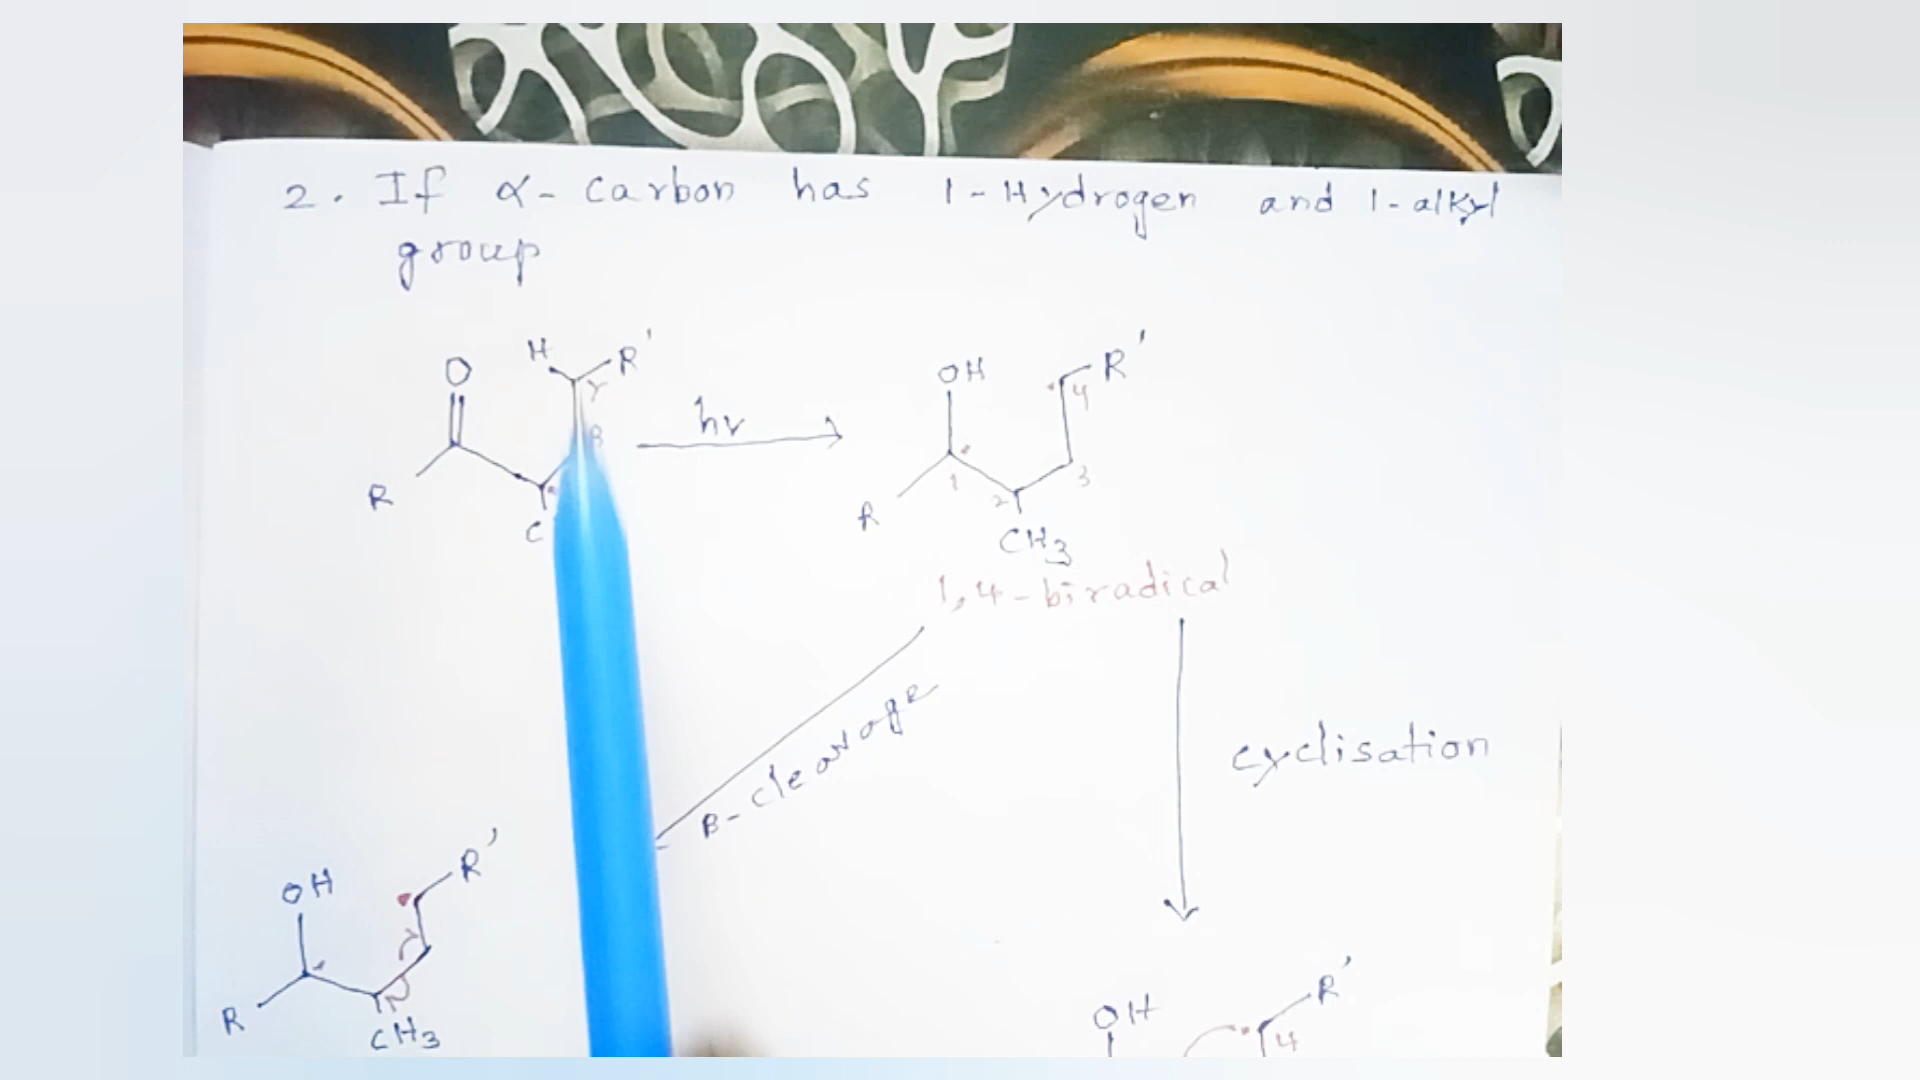 2. If α- carbon has 1-Hydrogen and 1-alkyl
group
O
H
R'
γ
β
R
C
hν
OH
R'
4
1
2
3
R
CH3
1,4-biradical
β-cleavage
cyclisation
OH
R'
R
CH3
OH
R'
4